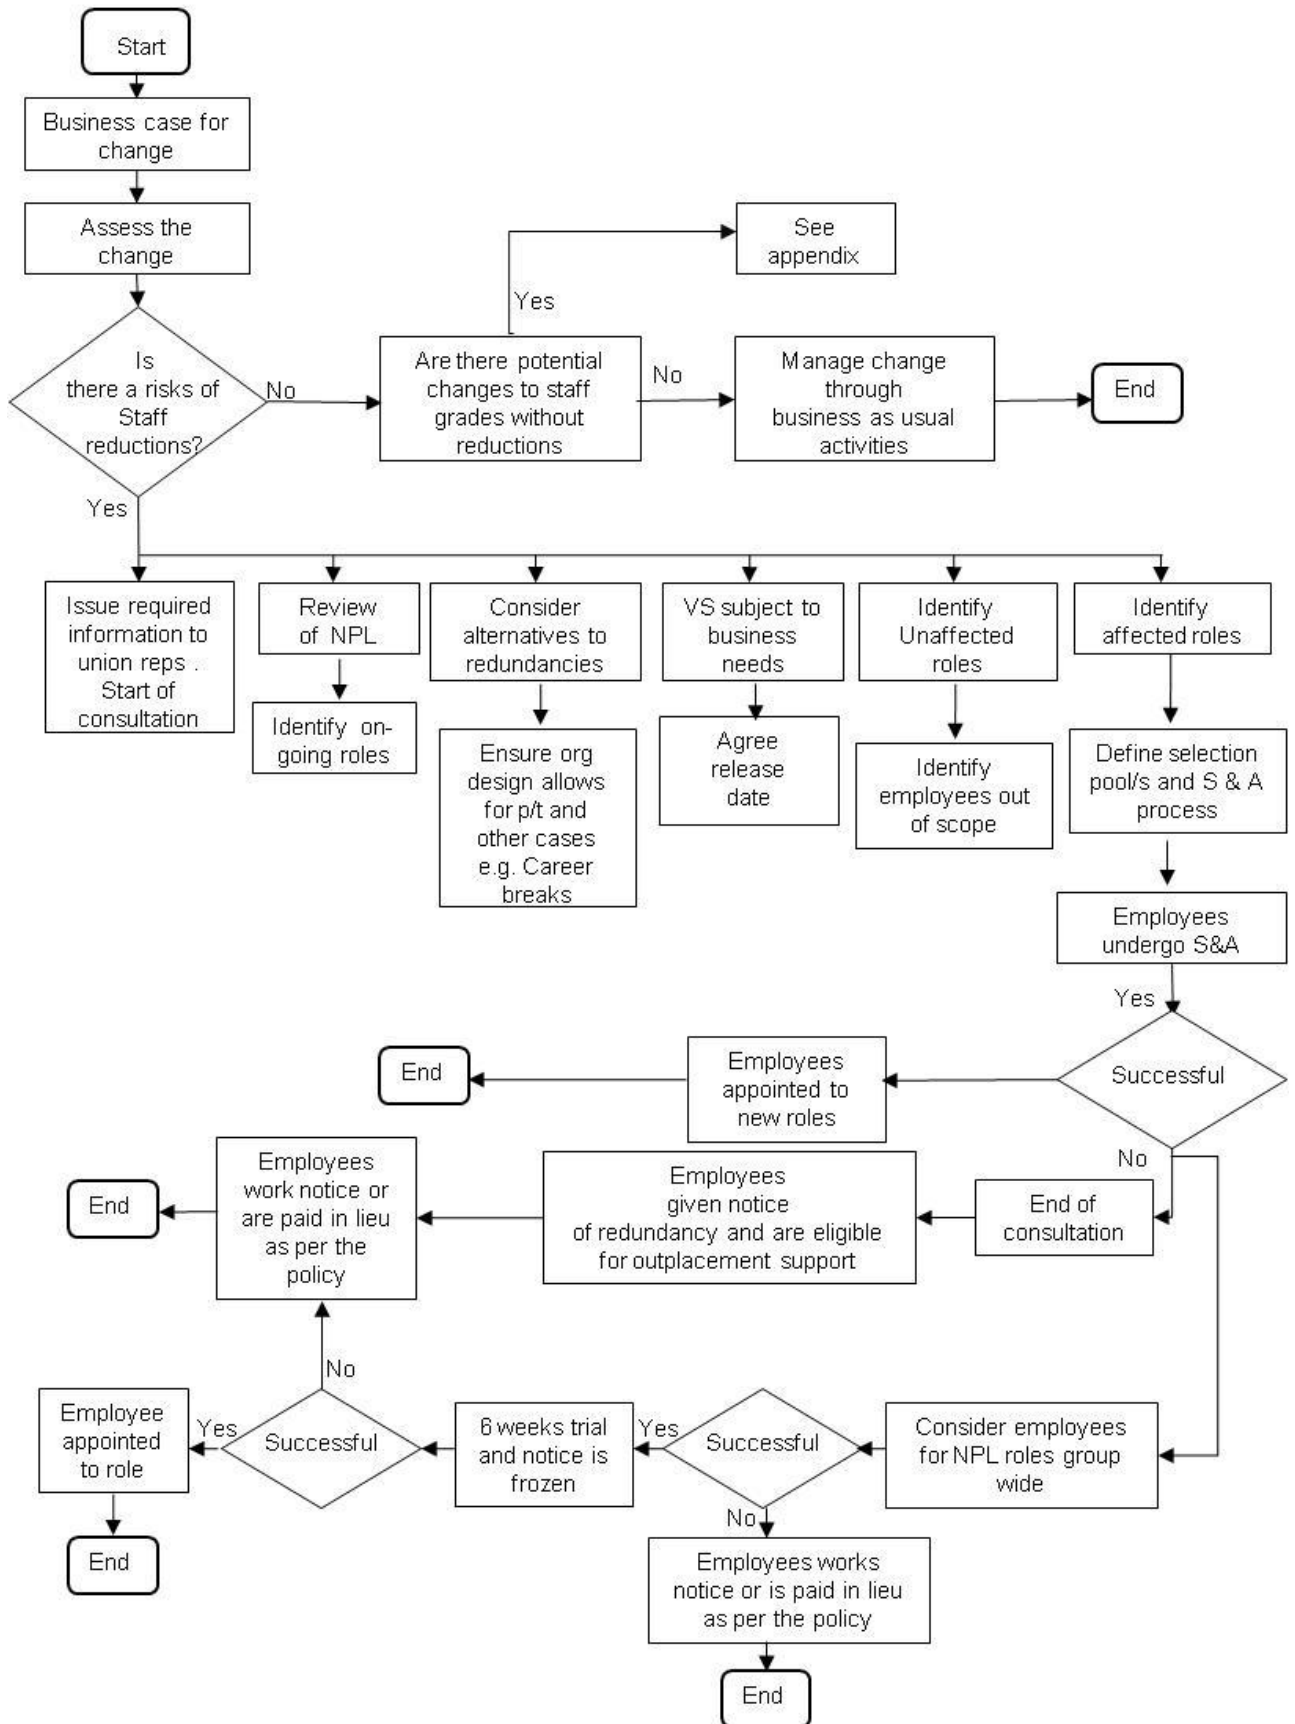 Start
Business case for
change
Assess the
change
See
appendix
Yes
Is
there a risks of
Staff
reductions?
No
Are there potential
changes to staff
grades without
reductions
No
Manage change
through
business as usual
activities
End
Yes
Issue required
information to
union reps .
Start of
consultation
Review
of NPL
Identify on-
going roles
Consider
alternatives to
redundancies
Ensure org
design allows
for p/t and
other cases
e.g. Career
breaks
VS subject to
business
needs
Agree
release
date
Identify
Unaffected
roles
Identify
employees out
of scope
Identify
affected roles
Define selection
pool/s and S & A
process
Employees
undergo S&A
Yes
Successful
Employees
appointed to
new roles
End
No
End of
consultation
Employees
given notice
of redundancy and are eligible
for outplacement support
Employees
work notice or
are paid in lieu
as per the
policy
End
Consider employees
for NPL roles group
wide
Successful
Yes
6 weeks trial
and notice is
frozen
Successful
No
Yes
Employee
appointed
to role
End
No
Employees works
notice or is paid in lieu
as per the policy
End